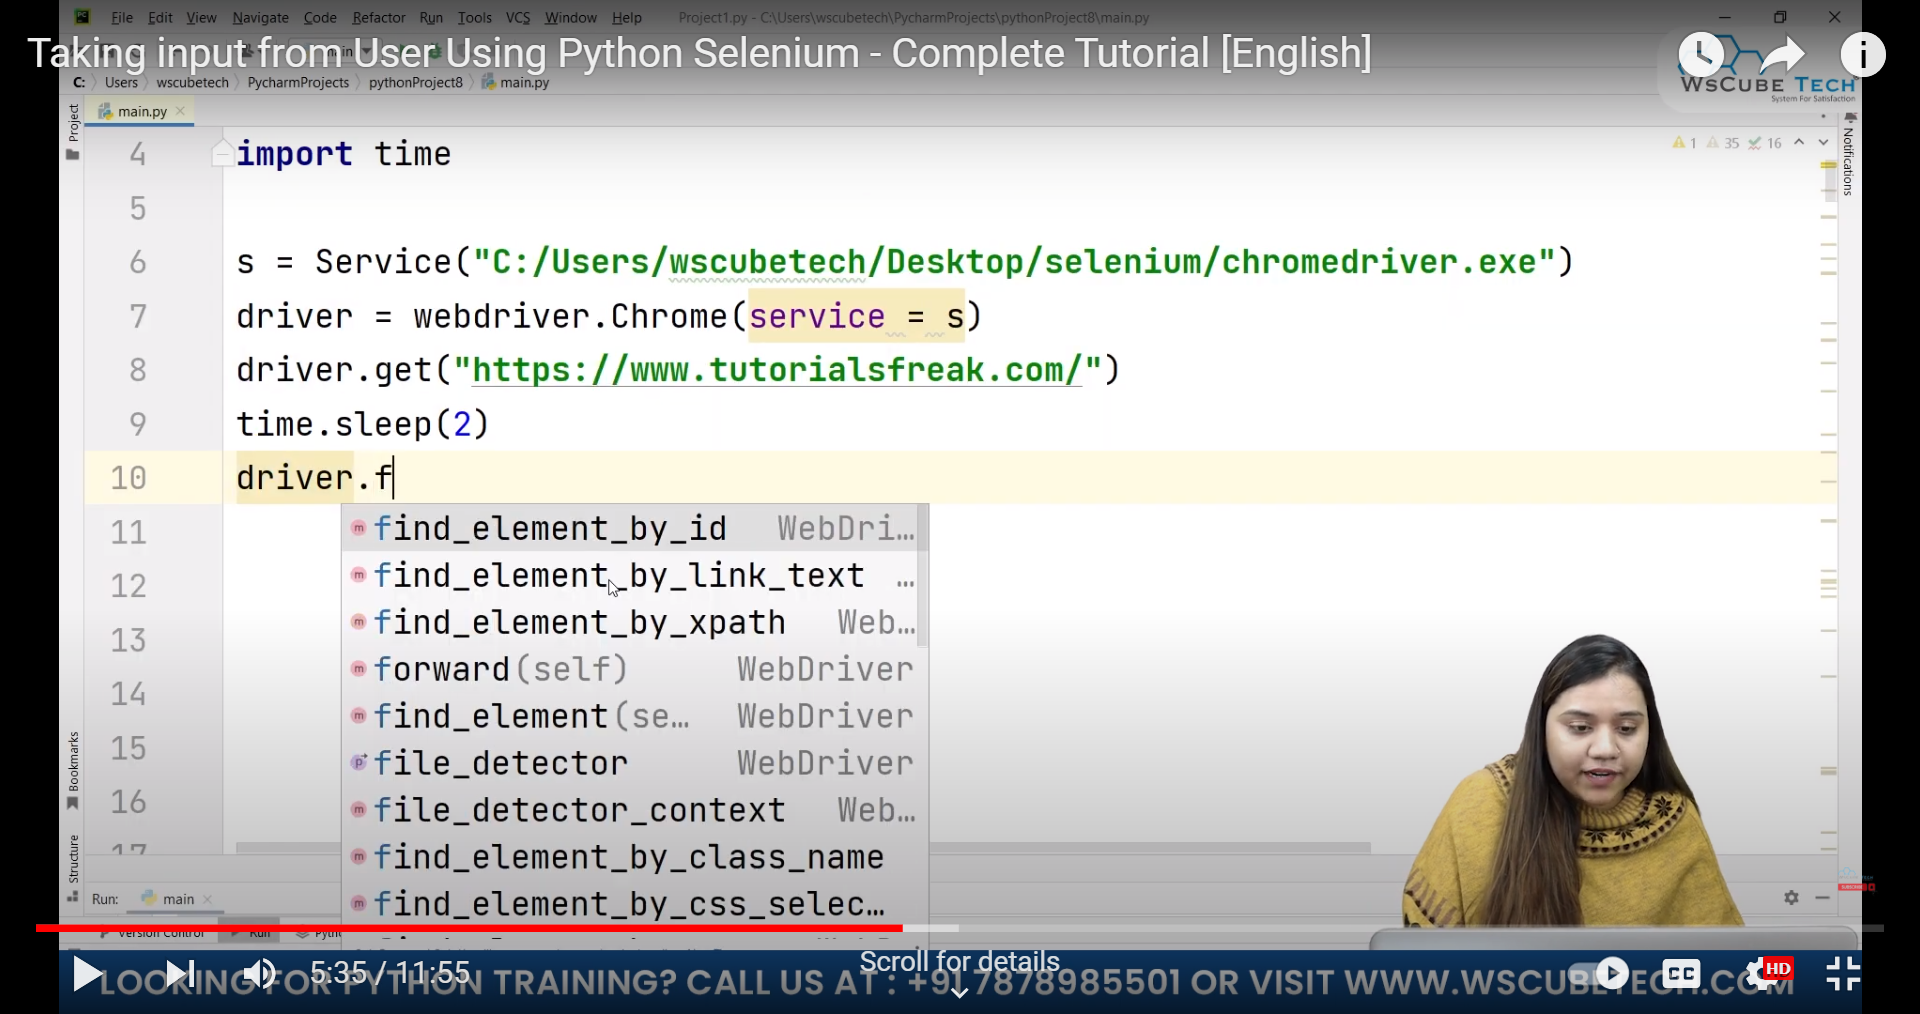 File Edit View Navigate Code Refactor Run Tools VCS Window Help Project1.py - C:\Users\wscubetech\PycharmProjects\pythonProject8\main.py
Taking input from User Using Python Selenium - Complete Tutorial [English]
C: Users wscubetech PycharmProjects pythonProject8 main.py
WSCUBE TECH
System For Satisfaction
Project
main.py
Notifications
1 35 16
4 import time
5
6 s = Service("C:/Users/wscubetech/Desktop/selenium/chromedriver.exe")
7 driver = webdriver.Chrome(service = s)
8 driver.get("https://www.tutorialsfreak.com/")
9 time.sleep(2)
10 driver.f
11 find_element_by_id WebDri...
find_element_by_link_text ...
12
find_element_by_xpath Web...
13
forward(self) WebDriver
14
find_element(se... WebDriver
15
file_detector WebDriver
Bookmarks
16 file_detector_context Web...
17 find_element_by_class_name
Structure
find_element_by_css_selec...
Run: main
Version Control Run
5:35 / 11:55
Scroll for details
CC HD
LOOKING FOR PYTHON TRAINING? CALL US AT : +91 7878985501 OR VISIT WWW.WSCUBETECH.COM